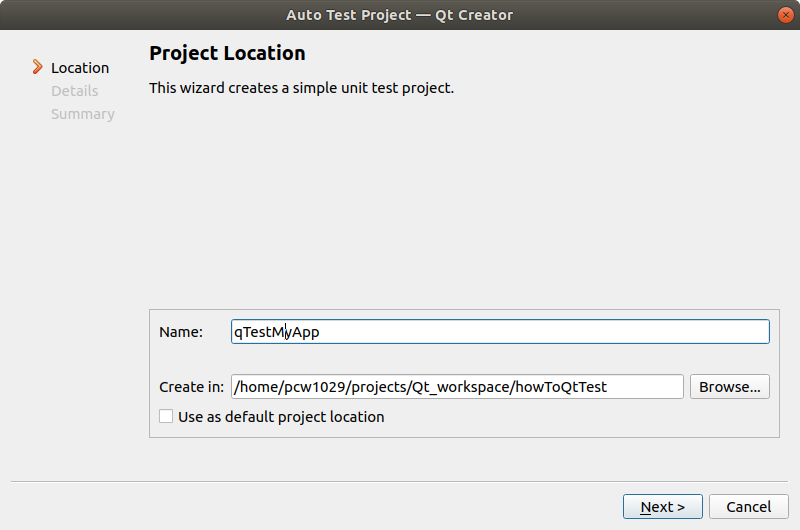 Auto Test Project — Qt Creator
Location
Details
Summary
Project Location
This wizard creates a simple unit test project.
Name: qTestMyApp
Create in: /home/pcw1029/projects/Qt_workspace/howToQtTest Browse...
Use as default project location
Next > Cancel